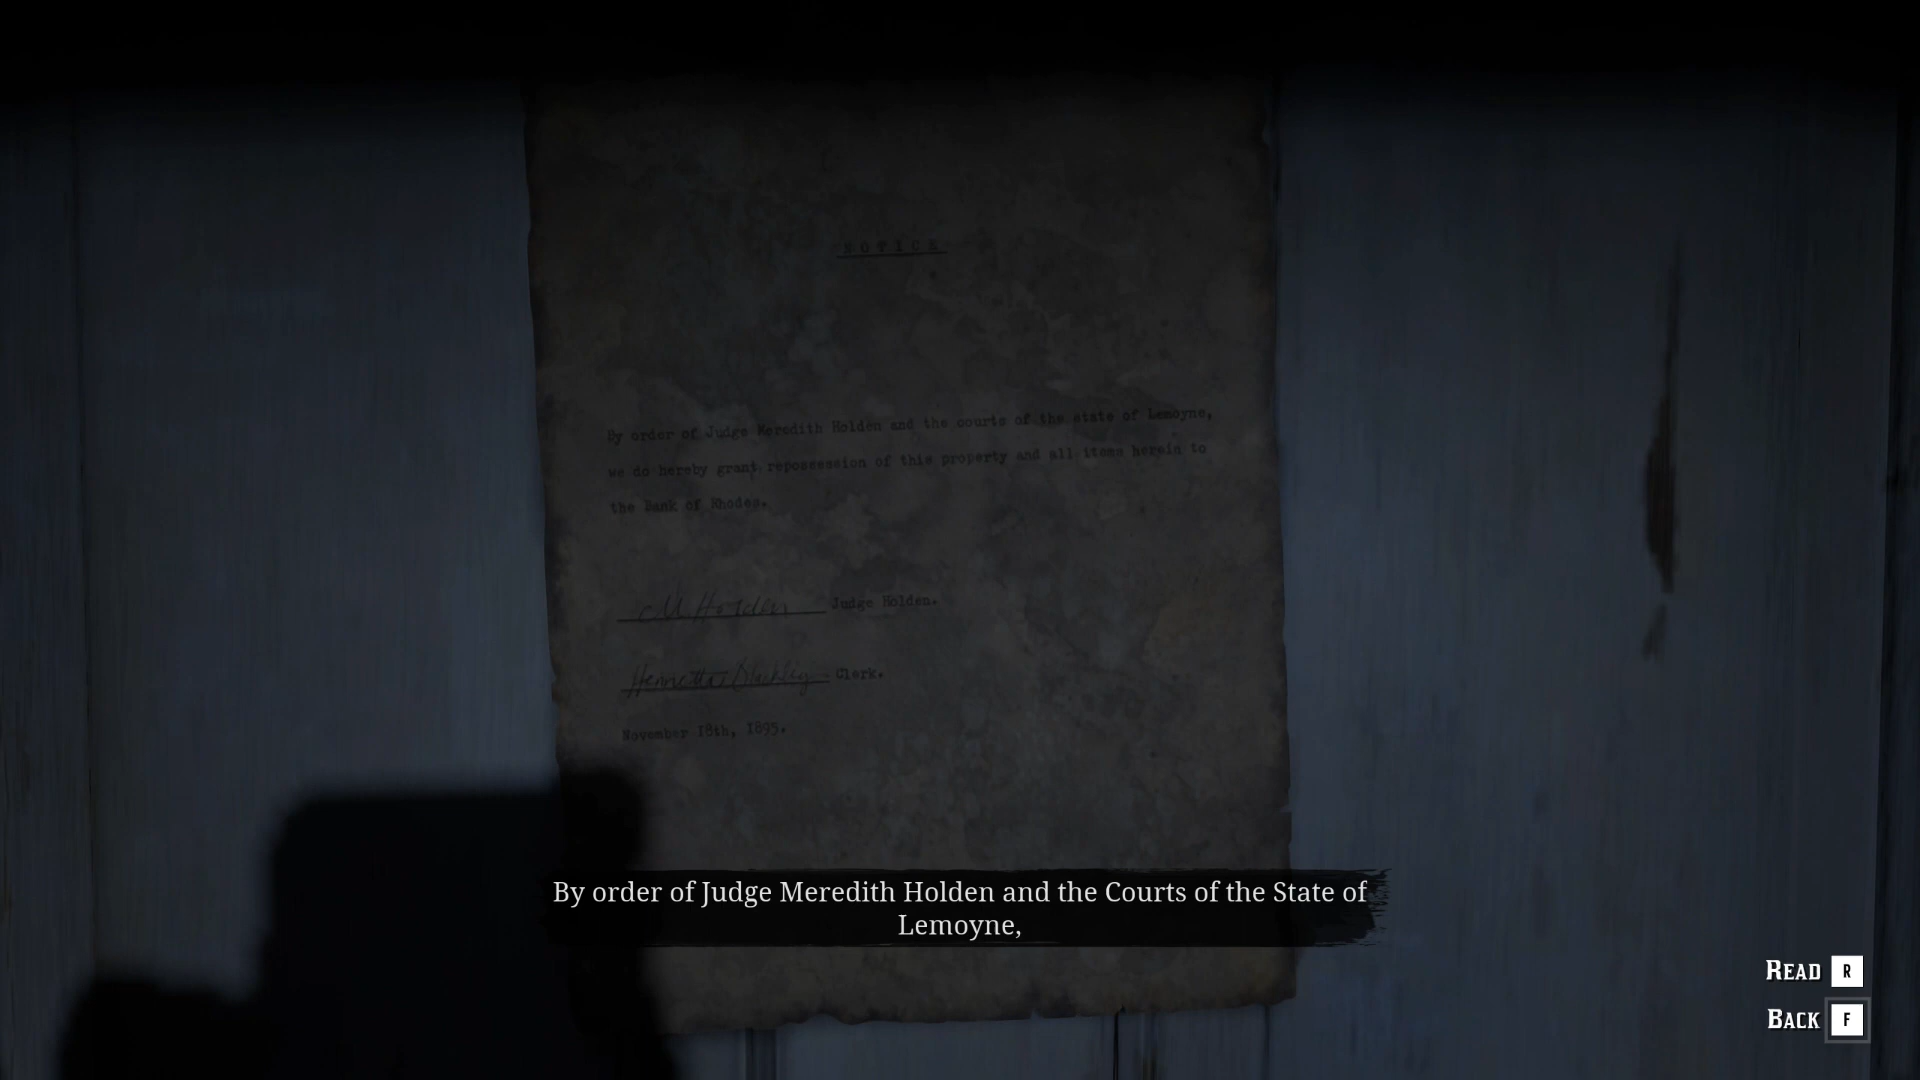 NOTICE
By order of Judge Meredith Holden and the courts of the state of Lemoyne,
we do hereby grant repossession of this property and all items herein to
the Bank of Rhodes.
M. Holden Judge Holden.
Henrietta Clerk.
November 18th, 1895.
By order of Judge Meredith Holden and the Courts of the State of
Lemoyne,
READ R
BACK F